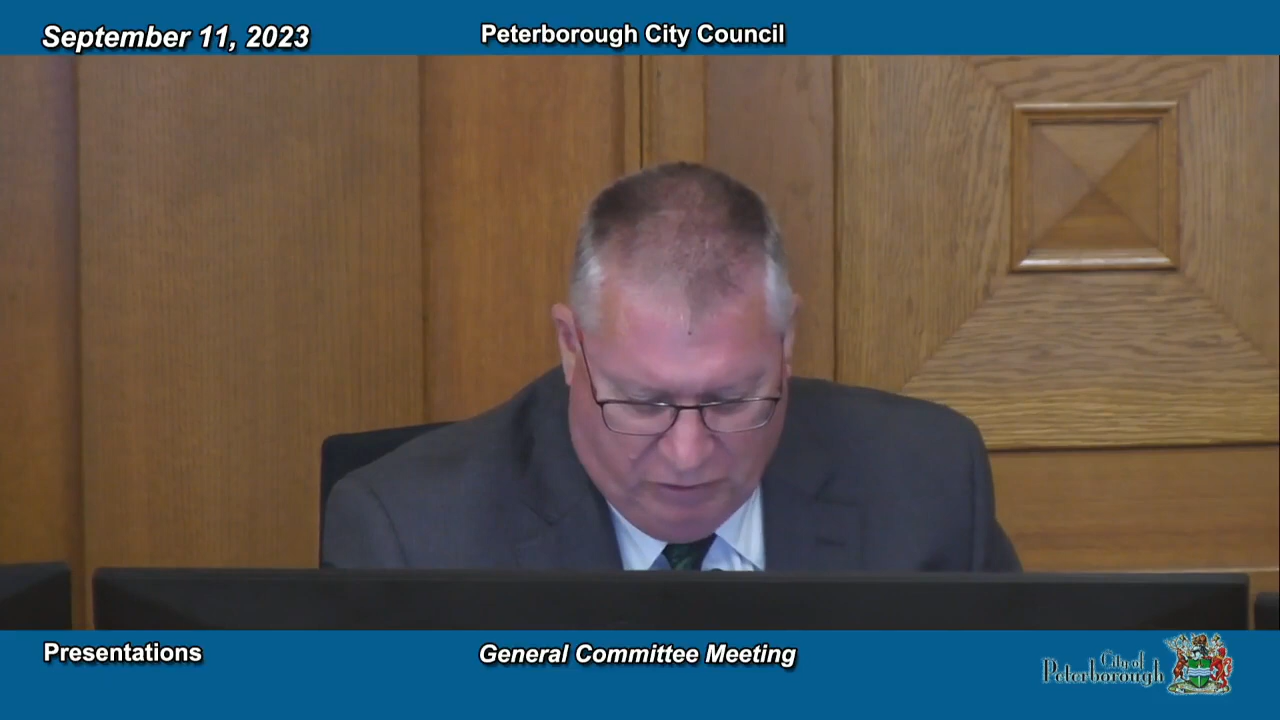 September 11, 2023
Peterborough City Council
Presentations
General Committee Meeting
City of
Peterborough